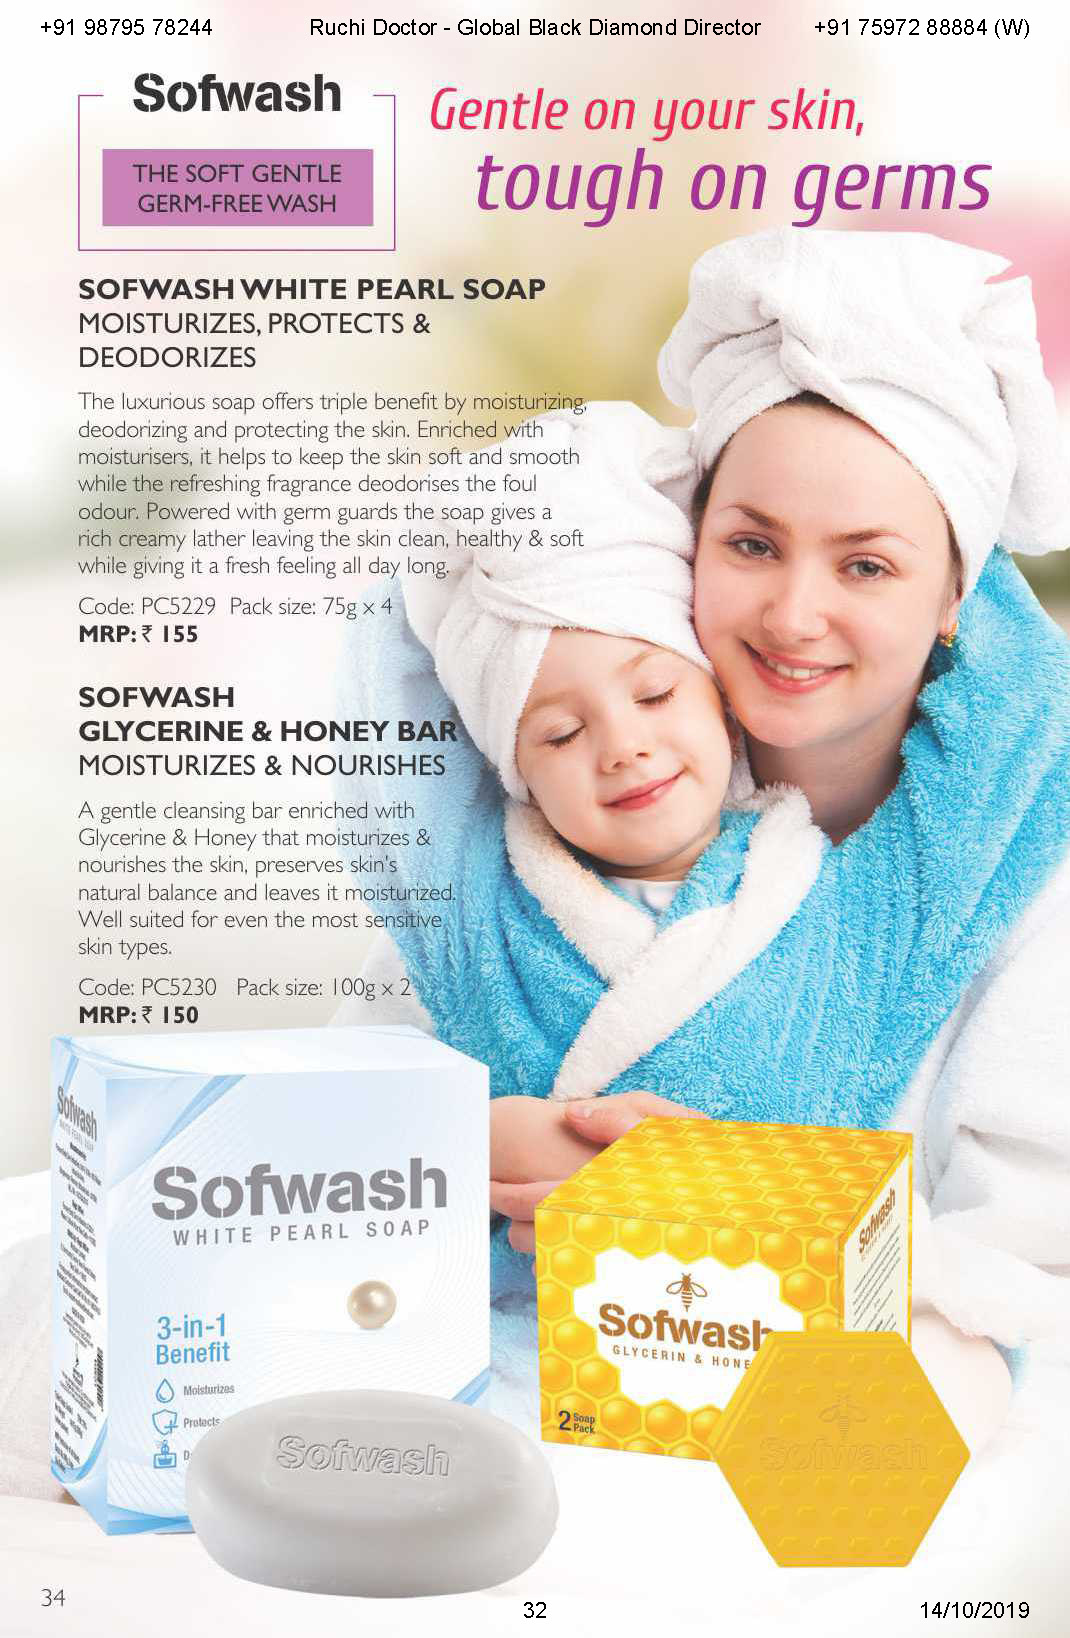 +91 98795 78244 Ruchi Doctor - Global Black Diamond Director +91 75972 88884 (W)
Sofwash
THE SOFT GENTLE
GERM-FREE WASH
Gentle on your skin,
tough on germs
SOFWASH WHITE PEARL SOAP
MOISTURIZES, PROTECTS &
DEODORIZES
The luxurious soap offers triple benefit by moisturizing,
deodorizing and protecting the skin. Enriched with
moisturisers, it helps to keep the skin soft and smooth
while the refreshing fragrance deodorises the foul
odour. Powered with germ guards the soap gives a
rich creamy lather leaving the skin clean, healthy & soft
while giving it a fresh feeling all day long.
Code: PC5229 Pack size: 75g x 4
MRP: ₹ 155
SOFWASH
GLYCERINE & HONEY BAR
MOISTURIZES & NOURISHES
A gentle cleansing bar enriched with
Glycerine & Honey that moisturizes &
nourishes the skin, preserves skin's
natural balance and leaves it moisturized.
Well suited for even the most sensitive
skin types.
Code: PC5230 Pack size: 100g x 2
MRP: ₹ 150
Sofwash
WHITE PEARL SOAP
Sofwash
WHITE PEARL SOAP
3-in-1
Benefit
Moisturizes
Protects
D
Sofwash
Sofwash
GLYCERIN & HONE
2 Soap
Pack
Sofwash
Sofwash
34
32
14/10/2019